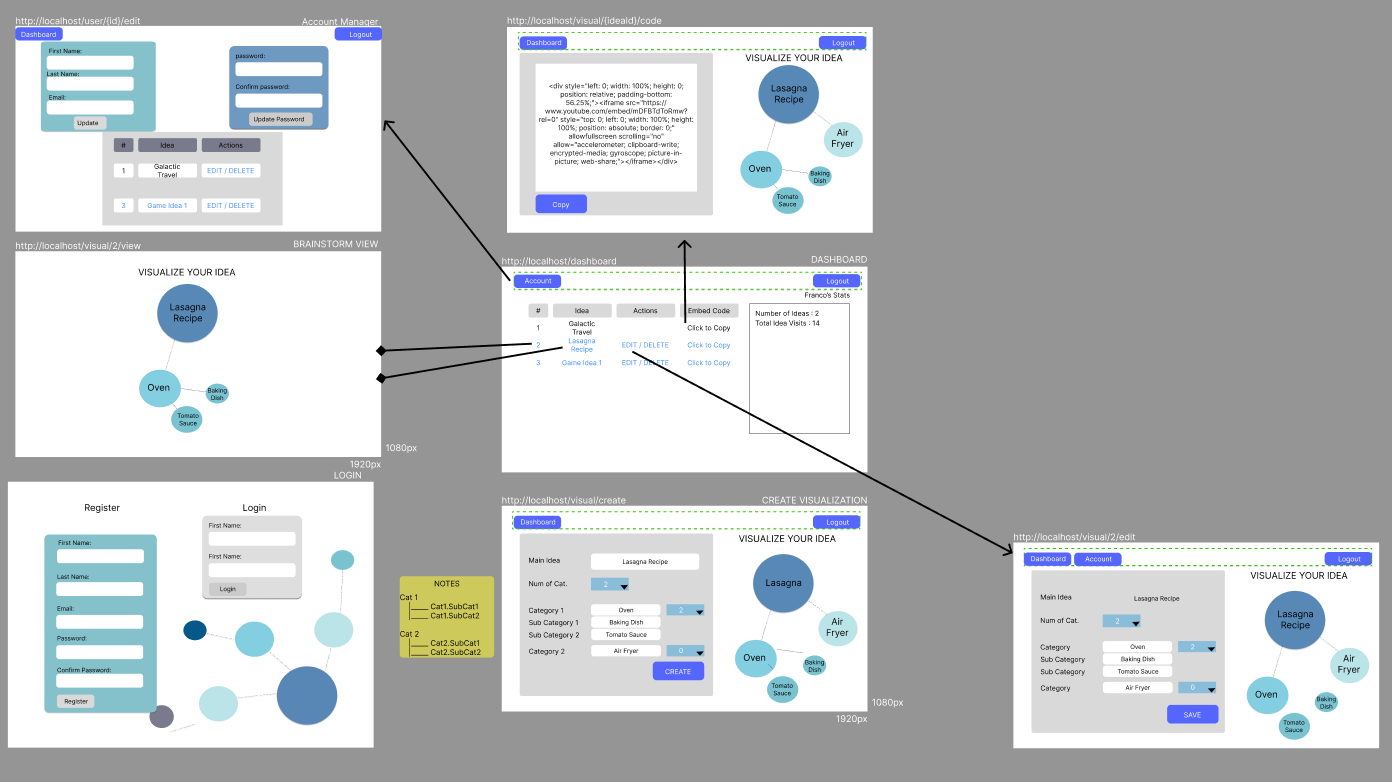 http://localhost/user/{id}/edit
Account Manager
Dashboard
Logout
First Name:
Last Name:
Email:
Update
password:
Confirm password:
Update Password
# Idea Actions
1 Galactic
Travel
EDIT / DELETE
3 Game Idea 1 EDIT / DELETE
http://localhost/visual/{ideaId}/code
Dashboard
Logout
<div style="left: 0; width: 100%; height: 0;
position: relative; padding-bottom:
56.25%;"><iframe src="https://
www.youtube.com/embed/mDFBTdToRmw?
rel=0" style="top: 0; left: 0; width: 100%; height:
100%; position: absolute; border: 0;"
allowfullscreen scrolling="no"
allow="accelerometer; clipboard-write;
encrypted-media; gyroscope; picture-in-
picture; web-share;"></iframe></div>
Copy
VISUALIZE YOUR IDEA
Lasagna
Recipe
Air
Fryer
Oven
Baking
Dish
Tomato
Sauce
http://localhost/visual/2/view
BRAINSTORM VIEW
VISUALIZE YOUR IDEA
Lasagna
Recipe
Oven
Baking
Dish
Tomato
Sauce
1080px
1920px
http://localhost/dashboard
DASHBOARD
Account
Logout
Franco's Stats
# Idea Actions Embed Code
1 Galactic
Travel
Click to Copy
2 Lasagna
Recipe
EDIT / DELETE Click to Copy
3 Game Idea 1 EDIT / DELETE Click to Copy
Number of Ideas : 2
Total Idea Visits : 14
LOGIN
Register
First Name:
Last Name:
Email:
Password:
Confirm Password:
Register
Login
First Name:
First Name:
Login
NOTES
Cat 1
|____ Cat1.SubCat1
|____ Cat1.SubCat2
Cat 2
|____ Cat2.SubCat1
|____ Cat2.SubCat2
http://localhost/visual/create
CREATE VISUALIZATION
Dashboard
Logout
Main Idea Lasagna Recipe
Num of Cat. 2
Category 1 Oven 2
Sub Category 1 Baking Dish
Sub Category 2 Tomato Sauce
Category 2 Air Fryer 0
CREATE
VISUALIZE YOUR IDEA
Lasagna
Air
Fryer
Oven
Baking
Dish
Tomato
Sauce
1080px
1920px
http://localhost/visual/2/edit
Dashboard
Account
Logout
Main Idea Lasagna Recipe
Num of Cat. 2
Category Oven 2
Sub Category Baking Dish
Sub Category Tomato Sauce
Category Air Fryer 0
SAVE
VISUALIZE YOUR IDEA
Lasagna
Recipe
Air
Fryer
Oven
Baking
Dish
Tomato
Sauce